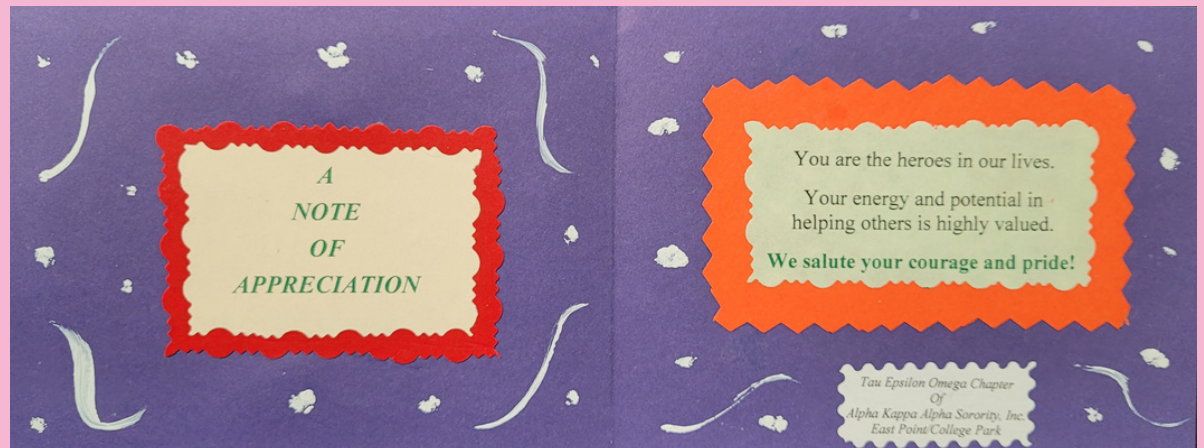 A
NOTE
OF
APPRECIATION
You are the heroes in our lives.
Your energy and potential in
helping others is highly valued.
We salute your courage and pride!
Tau Epsilon Omega Chapter
Of
Alpha Kappa Alpha Sorority, Inc.
East Point/College Park